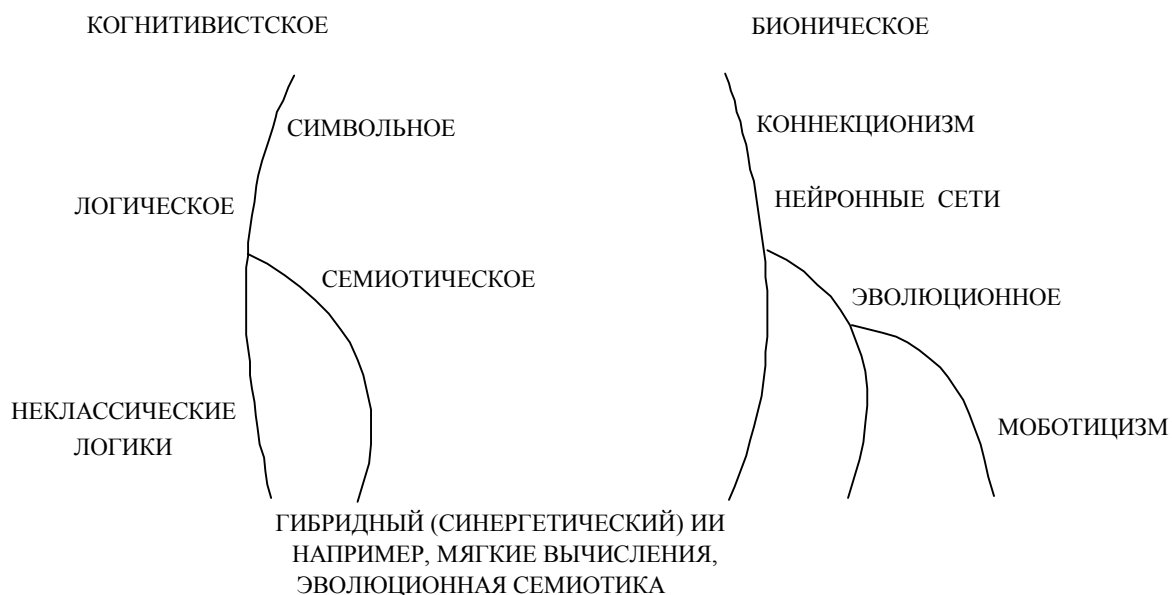 КОГНИТИВИСТСКОЕ
БИОНИЧЕСКОЕ
СИМВОЛЬНОЕ
КОННЕКЦИОНИЗМ
ЛОГИЧЕСКОЕ
НЕЙРОННЫЕ СЕТИ
СЕМИОТИЧЕСКОЕ
ЭВОЛЮЦИОННОЕ
НЕКЛАССИЧЕСКИЕ
ЛОГИКИ
МОБОТИЦИЗМ
ГИБРИДНЫЙ (СИНЕРГЕТИЧЕСКИЙ) ИИ
НАПРИМЕР, МЯГКИЕ ВЫЧИСЛЕНИЯ,
ЭВОЛЮЦИОННАЯ СЕМИОТИКА